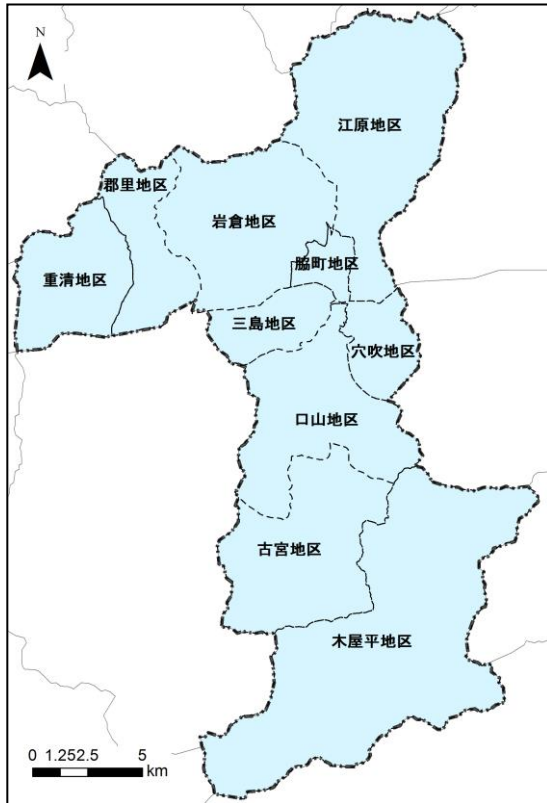 N
江原地区
郡里地区
岩倉地区
脇町地区
重清地区
三島地区
穴吹地区
口山地区
古宮地区
木屋平地区
0 1.252.5 5
km